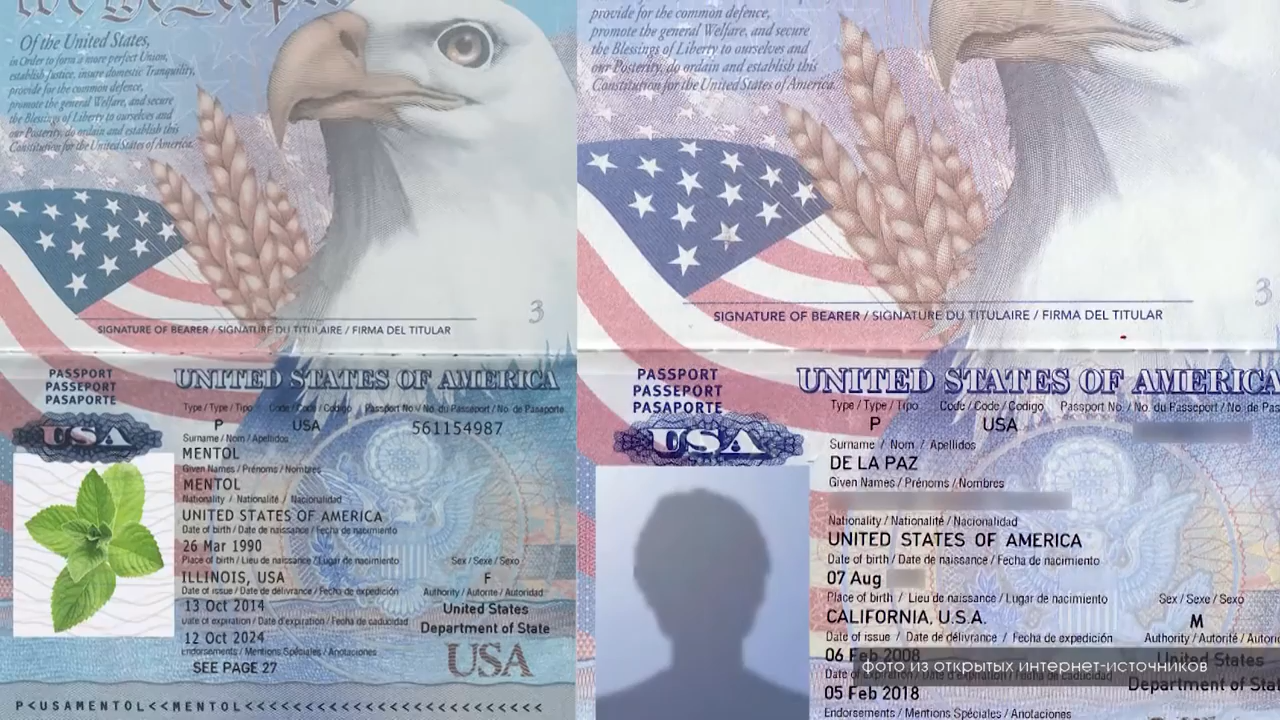 We the People
Of the United States,
in Order to form a more perfect Union,
establish Justice, insure domestic Tranquility,
provide for the common defence,
promote the general Welfare, and secure
the Blessings of Liberty to ourselves and
our Posterity, do ordain and establish this
Constitution for the United States of America.
3
SIGNATURE OF BEARER / SIGNATURE DU TITULAIRE / FIRMA DEL TITULAR
PASSPORT
PASSEPORT
PASAPORTE
USA
UNITED STATES OF AMERICA
Type / Type / Tipo Code / Code / Código Passport No. / No. du Passeport / No. de Pasaporte
P USA 561154987
Surname / Nom / Apellidos
MENTOL
Given Names / Prénoms / Nombres
MENTOL
Nationality / Nationalité / Nacionalidad
UNITED STATES OF AMERICA
Date of birth / Date de naissance / Fecha de nacimiento
26 Mar 1990
Place of birth / Lieu de naissance / Lugar de nacimiento Sex / Sexe / Sexo
ILLINOIS, USA F
Date of issue / Date de délivrance / Fecha de expedición Authority / Autorité / Autoridad
13 Oct 2014 United States
Date of expiration / Date d'expiration / Fecha de caducidad Department of State
12 Oct 2024
Endorsements / Mentions Spéciales / Anotaciones
SEE PAGE 27
USA
P<USAMENTOL<<MENTOL<<<<<<<<<<<<<<<<<<<<<<<<<
provide for the common defence,
promote the general Welfare, and secure
the Blessings of Liberty to ourselves and
our Posterity, do ordain and establish this
Constitution for the United States of America.
3
SIGNATURE OF BEARER / SIGNATURE DU TITULAIRE / FIRMA DEL TITULAR
PASSPORT
PASSEPORT
PASAPORTE
USA
UNITED STATES OF AMERICA
Type / Type / Tipo Code / Code / Codigo Passport No. / No. du Passeport / No. de Pas
P USA
Surname / Nom / Apellidos
DE LA PAZ
Given Names / Prénoms / Nombres
Nationality / Nationalité / Nacionalidad
UNITED STATES OF AMERICA
Date of birth / Date de naissance / Fecha de nacimiento
07 Aug
Place of birth / Lieu de naissance / Lugar de nacimiento Sex / Sexe / Sexo
CALIFORNIA, U.S.A. M
Date of issue / Date de délivrance / Fecha de expedición Authority / Autorité / Autor
06 Feb 2008 United States
фото из открытых интернет-источников
Date of expiration / Date d'expiration / Fecha de caducidad Department of Stat
05 Feb 2018
Endorsements / Mentions Spéciales / Anotaciones